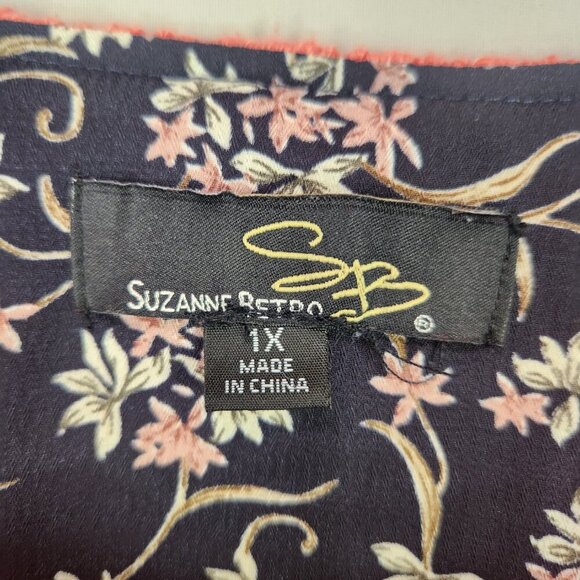 SB
SUZANNE BETRO
®
1X
MADE
IN CHINA